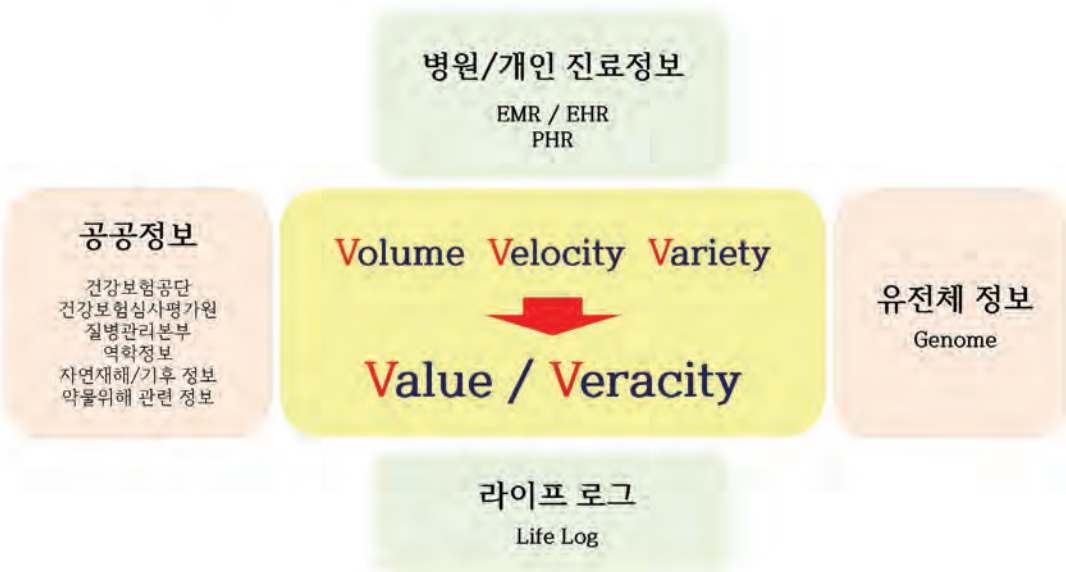 병원/개인 진료정보
EMR / EHR
PHR
공공정보
건강보험공단
건강보험심사평가원
질병관리본부
역학정보
자연재해/기후 정보
약물위해 관련 정보
Volume Velocity Variety
Value / Veracity
유전체 정보
Genome
라이프 로그
Life Log